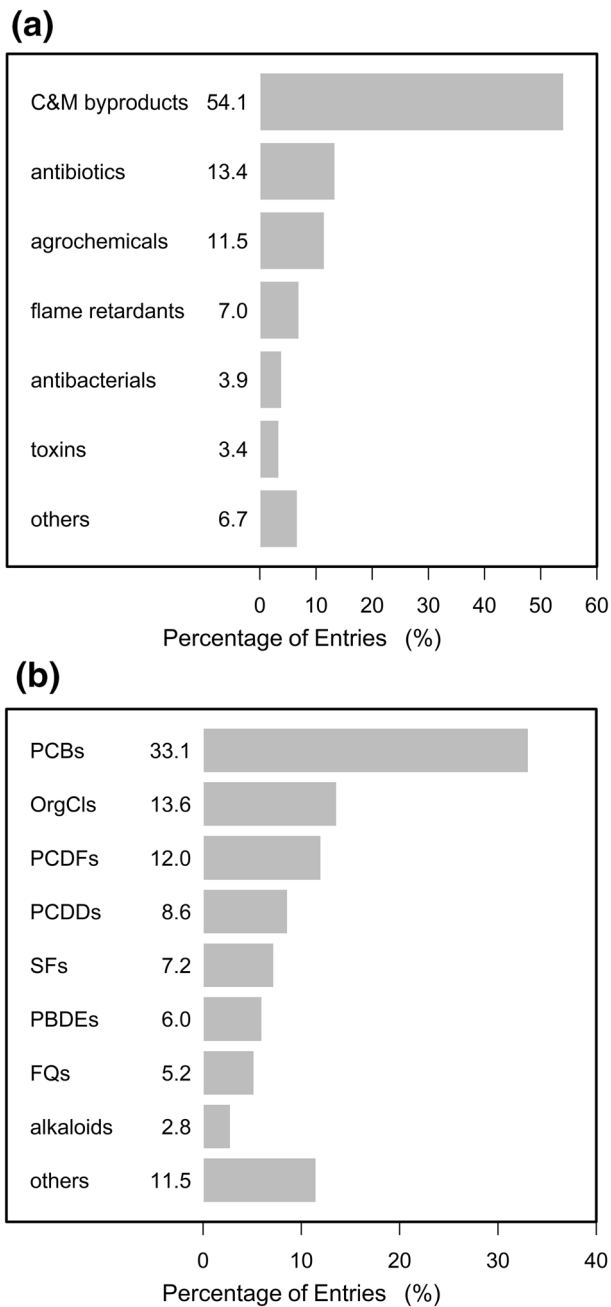 (a)
C&M byproducts 54.1
antibiotics 13.4
agrochemicals 11.5
flame retardants 7.0
antibacterials 3.9
toxins 3.4
others 6.7
0 10 20 30 40 50 60
Percentage of Entries (%)
(b)
PCBs 33.1
OrgCls 13.6
PCDFs 12.0
PCDDs 8.6
SFs 7.2
PBDEs 6.0
FQs 5.2
alkaloids 2.8
others 11.5
0 10 20 30 40
Percentage of Entries (%)